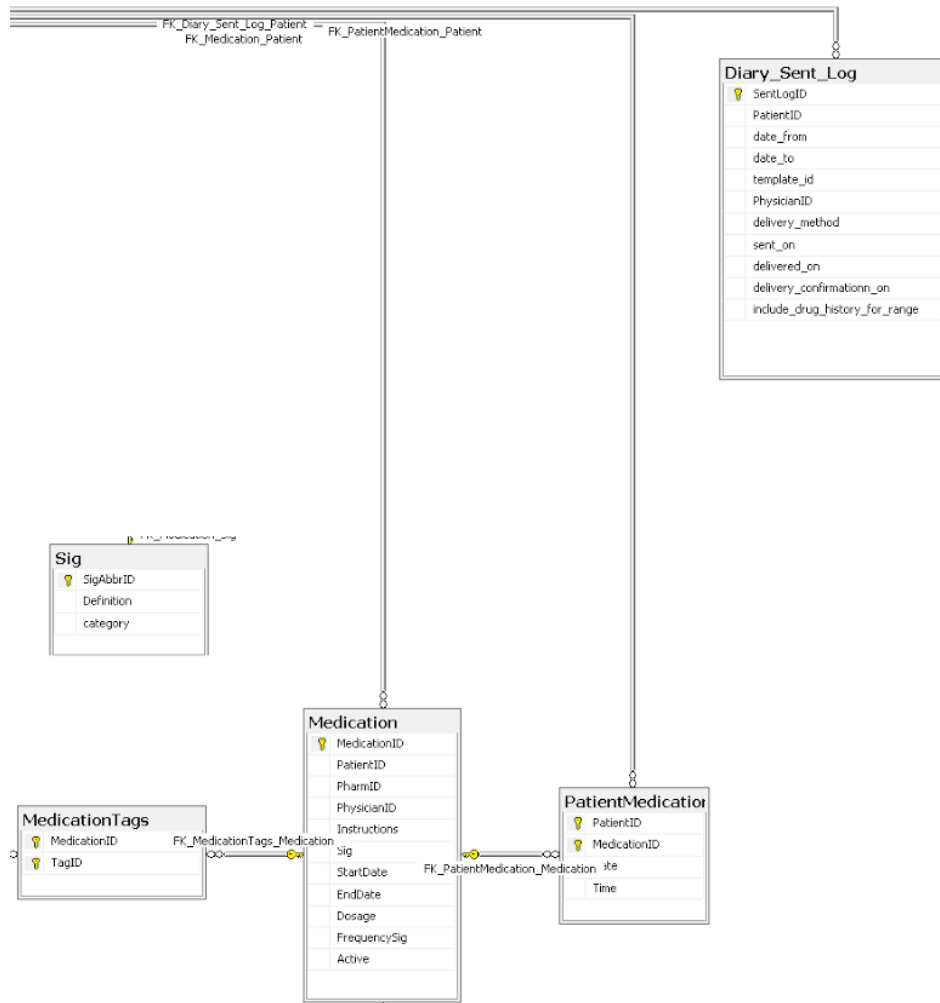 FK_Diary_Sent_Log_Patient
FK_Medication_Patient
FK_PatientMedication_Patient
Diary_Sent_Log
SentLogID
PatientID
date_from
date_to
template_id
PhysicianID
delivery_method
sent_on
delivered_on
delivery_confirmationn_on
include_drug_history_for_range
FK_Medication_Sig
Sig
SigAbbrID
Definition
category
Medication
MedicationID
PatientID
PharmID
PhysicianID
Instructions
Sig
StartDate
EndDate
Dosage
FrequencySig
Active
MedicationTags
MedicationID
TagID
FK_MedicationTags_Medication
FK_PatientMedication_Medication
PatientMedication
PatientID
MedicationID
Time